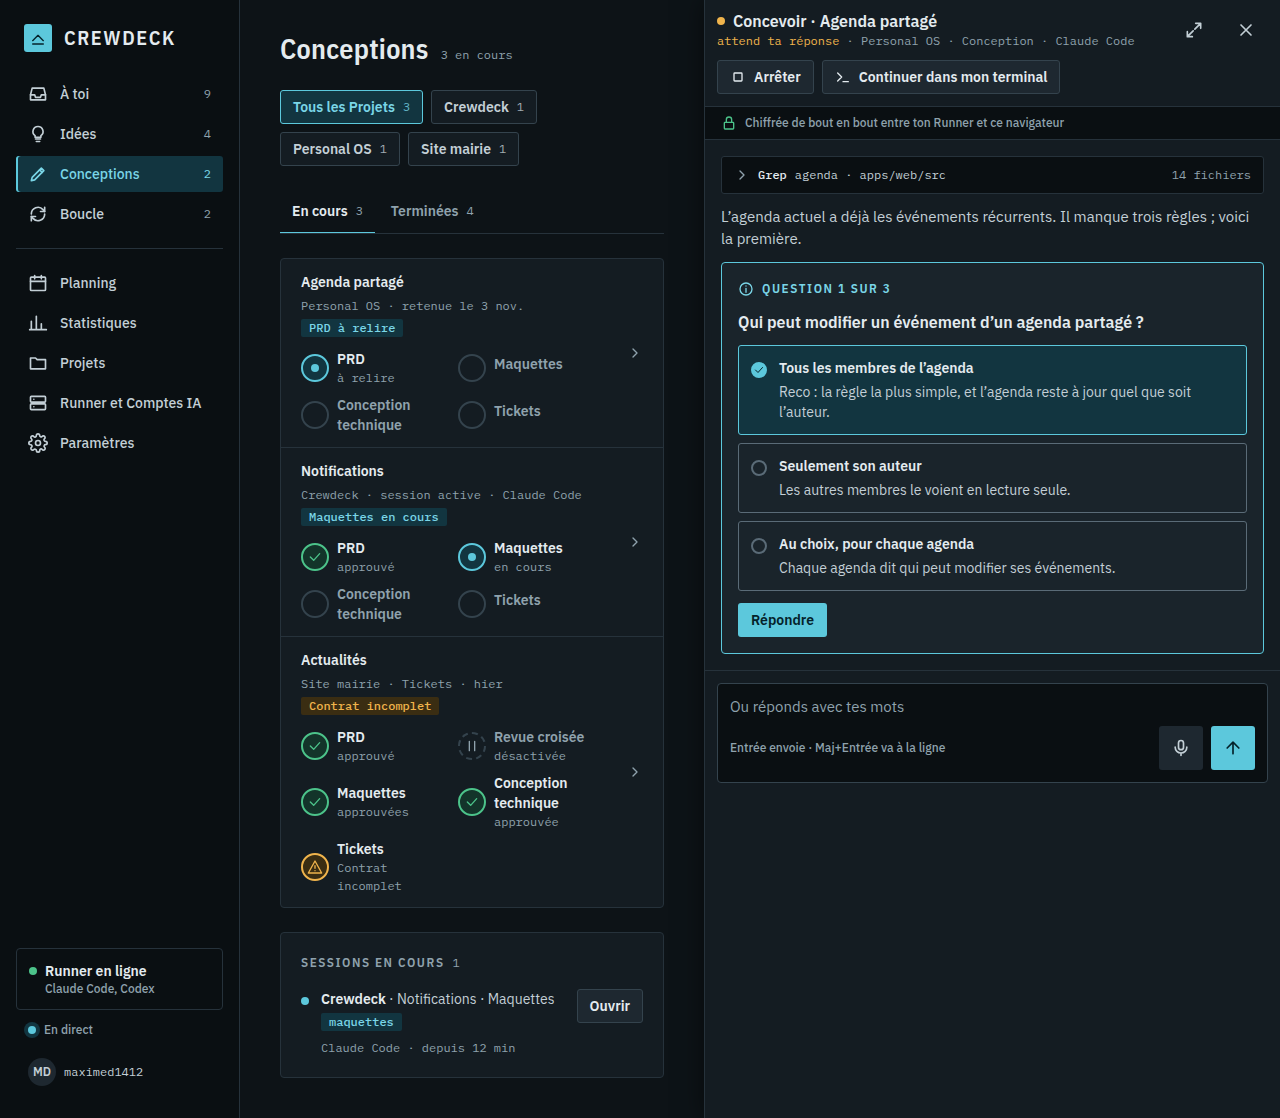 CREWDECK
À toi 9
Idées 4
Conceptions 2
Boucle 2
Planning
Statistiques
Projets
Runner et Comptes IA
Paramètres
Runner en ligne
Claude Code, Codex
En direct
MD maximed1412
Conceptions 3 en cours
Tous les Projets 3
Crewdeck 1
Personal OS 1
Site mairie 1
En cours 3
Terminées 4
Agenda partagé
Personal OS · retenue le 3 nov.
PRD à relire
PRD
à relire
Maquettes
Conception
technique
Tickets
Notifications
Crewdeck · session active · Claude Code
Maquettes en cours
PRD
approuvé
Maquettes
en cours
Conception
technique
Tickets
Actualités
Site mairie · Tickets · hier
Contrat incomplet
PRD
approuvé
Revue croisée
désactivée
Maquettes
approuvées
Conception
technique
approuvée
Tickets
Contrat
incomplet
SESSIONS EN COURS 1
Crewdeck · Notifications · Maquettes
maquettes
Claude Code · depuis 12 min
Ouvrir
Concevoir · Agenda partagé
attend ta réponse · Personal OS · Conception · Claude Code
Arrêter
Continuer dans mon terminal
Chiffrée de bout en bout entre ton Runner et ce navigateur
Grep agenda · apps/web/src 14 fichiers
L’agenda actuel a déjà les événements récurrents. Il manque trois règles ; voici
la première.
QUESTION 1 SUR 3
Qui peut modifier un événement d’un agenda partagé ?
Tous les membres de l’agenda
Reco : la règle la plus simple, et l’agenda reste à jour quel que soit
l’auteur.
Seulement son auteur
Les autres membres le voient en lecture seule.
Au choix, pour chaque agenda
Chaque agenda dit qui peut modifier ses événements.
Répondre
Ou réponds avec tes mots
Entrée envoie · Maj+Entrée va à la ligne